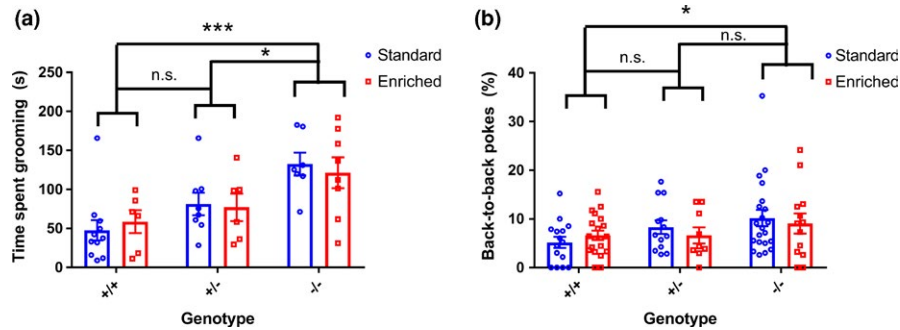 (a)
***
*
n.s.
Standard
Enriched
Time spent grooming (s)
250
200
150
100
50
0
+/+
+/-
-/-
Genotype
(b)
*
n.s.
n.s.
Standard
Enriched
Back-to-back pokes (%)
40
30
20
10
0
+/+
+/-
-/-
Genotype